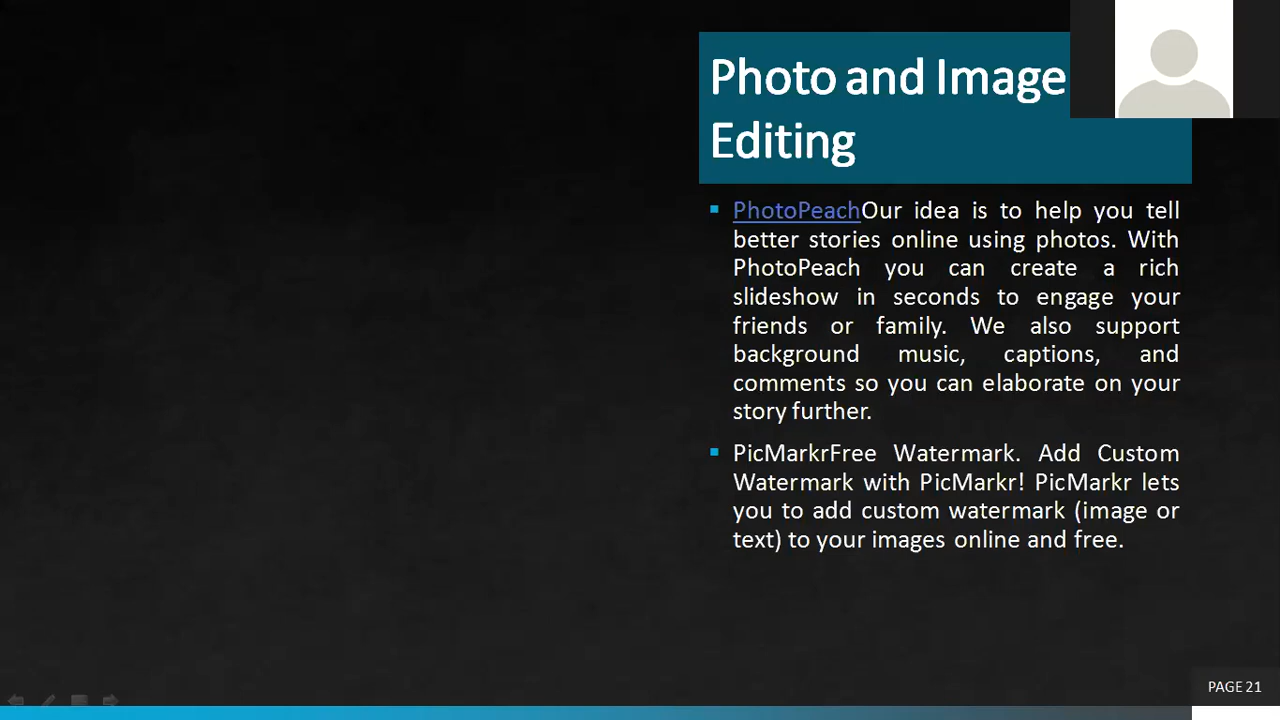 Photo and Image
Editing
PhotoPeachOur idea is to help you tell
better stories online using photos. With
PhotoPeach you can create a rich
slideshow in seconds to engage your
friends or family. We also support
background music, captions, and
comments so you can elaborate on your
story further.
PicMarkrFree Watermark. Add Custom
Watermark with PicMarkr! PicMarkr lets
you to add custom watermark (image or
text) to your images online and free.
PAGE 21